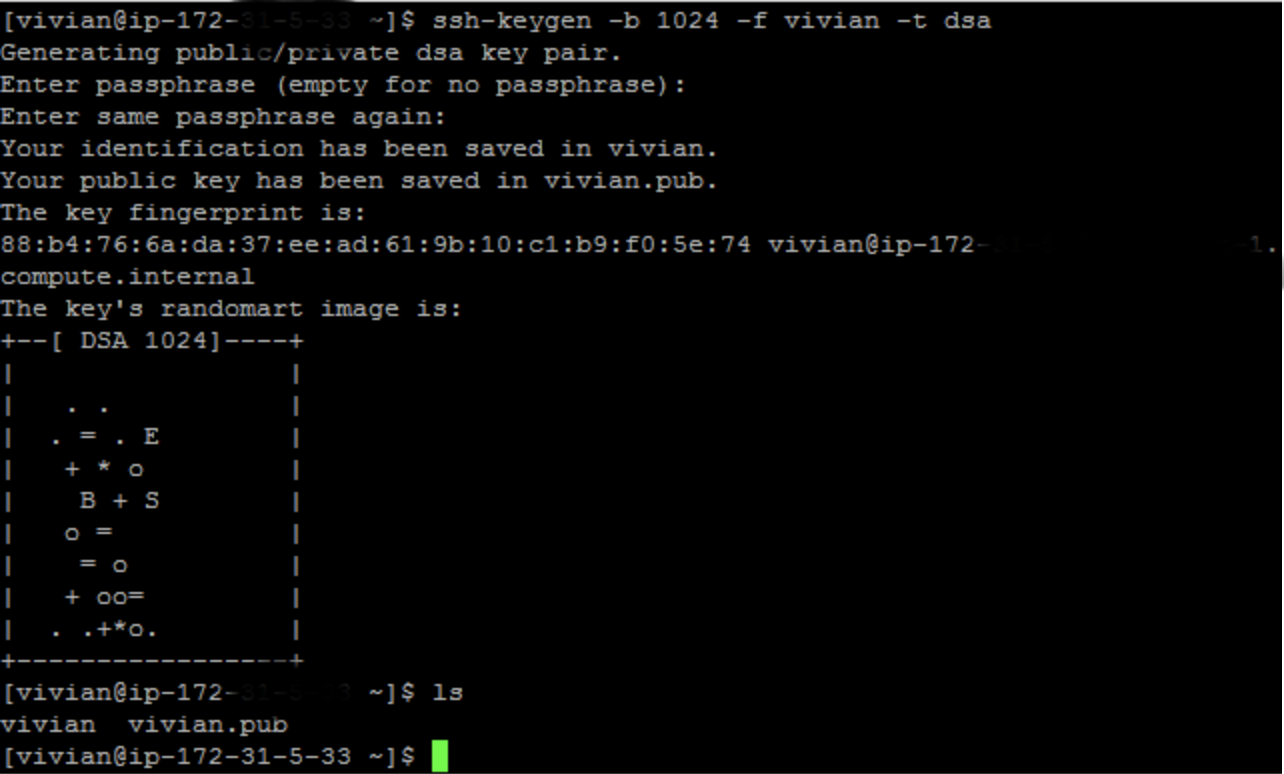 [vivian@ip-172-31-5-33 ~]$ ssh-keygen -b 1024 -f vivian -t dsa
Generating public/private dsa key pair.
Enter passphrase (empty for no passphrase):
Enter same passphrase again:
Your identification has been saved in vivian.
Your public key has been saved in vivian.pub.
The key fingerprint is:
88:b4:76:6a:da:37:ee:ad:61:9b:10:c1:b9:f0:5e:74 vivian@ip-172- -1.
compute.internal
The key's randomart image is:
+--[ DSA 1024]----+
|                 |
|   . .           |
|  . = . E        |
|   + * o         |
|    B + S        |
|   o =           |
|    = o          |
|   + oo=         |
|  . .+*o.        |
+-----------------+
[vivian@ip-172- ~]$ ls
vivian  vivian.pub
[vivian@ip-172-31-5-33 ~]$